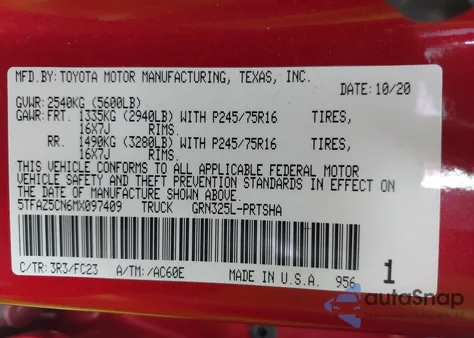 MFD.BY: TOYOTA MOTOR MANUFACTURING, TEXAS, INC.
DATE: 10/20
GVWR: 2540KG (5600LB)
GAWR: FRT. 1335KG (2940LB) WITH P245/75R16 TIRES,
16X7J RIMS.
RR. 1490KG (3280LB) WITH P245/75R16 TIRES,
16X7J RIMS.
THIS VEHICLE CONFORMS TO ALL APPLICABLE FEDERAL MOTOR
VEHICLE SAFETY AND THEFT PREVENTION STANDARDS IN EFFECT ON
THE DATE OF MANUFACTURE SHOWN ABOVE.
5TFAZ5CN6MX097409 TRUCK GRN325L-PRTSHA
C/TR: 3R3/FC23 A/TM: /AC60E MADE IN U.S.A. 956 1
autoSnap